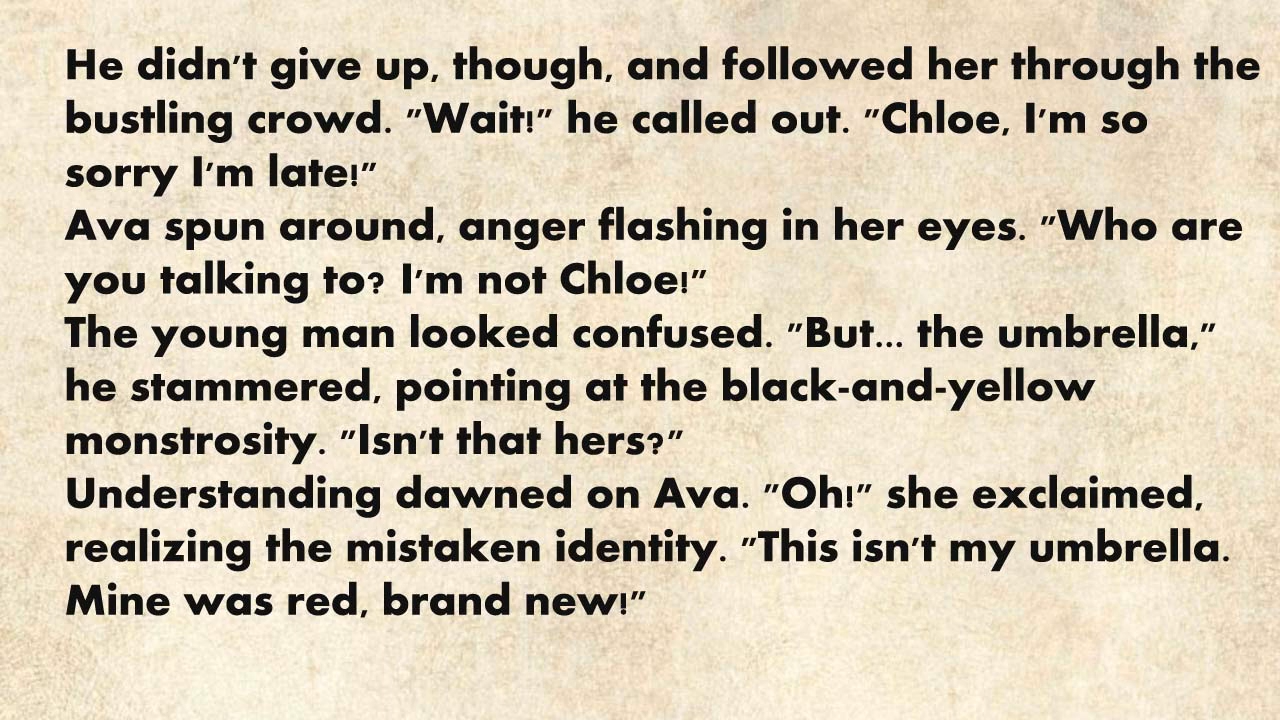 He didn't give up, though, and followed her through the
bustling crowd. "Wait!" he called out. "Chloe, I'm so
sorry I'm late!"
Ava spun around, anger flashing in her eyes. "Who are
you talking to? I'm not Chloe!"
The young man looked confused. "But... the umbrella,"
he stammered, pointing at the black-and-yellow
monstrosity. "Isn't that hers?"
Understanding dawned on Ava. "Oh!" she exclaimed,
realizing the mistaken identity. "This isn't my umbrella.
Mine was red, brand new!"